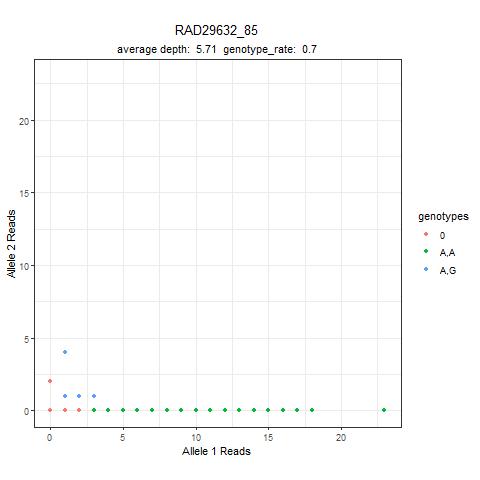 RAD29632_85
average depth: 5.71 genotype_rate: 0.7
20
15
10
5
0
Allele 2 Reads
0 5 10 15 20
Allele 1 Reads
genotypes
0
A,A
A,G